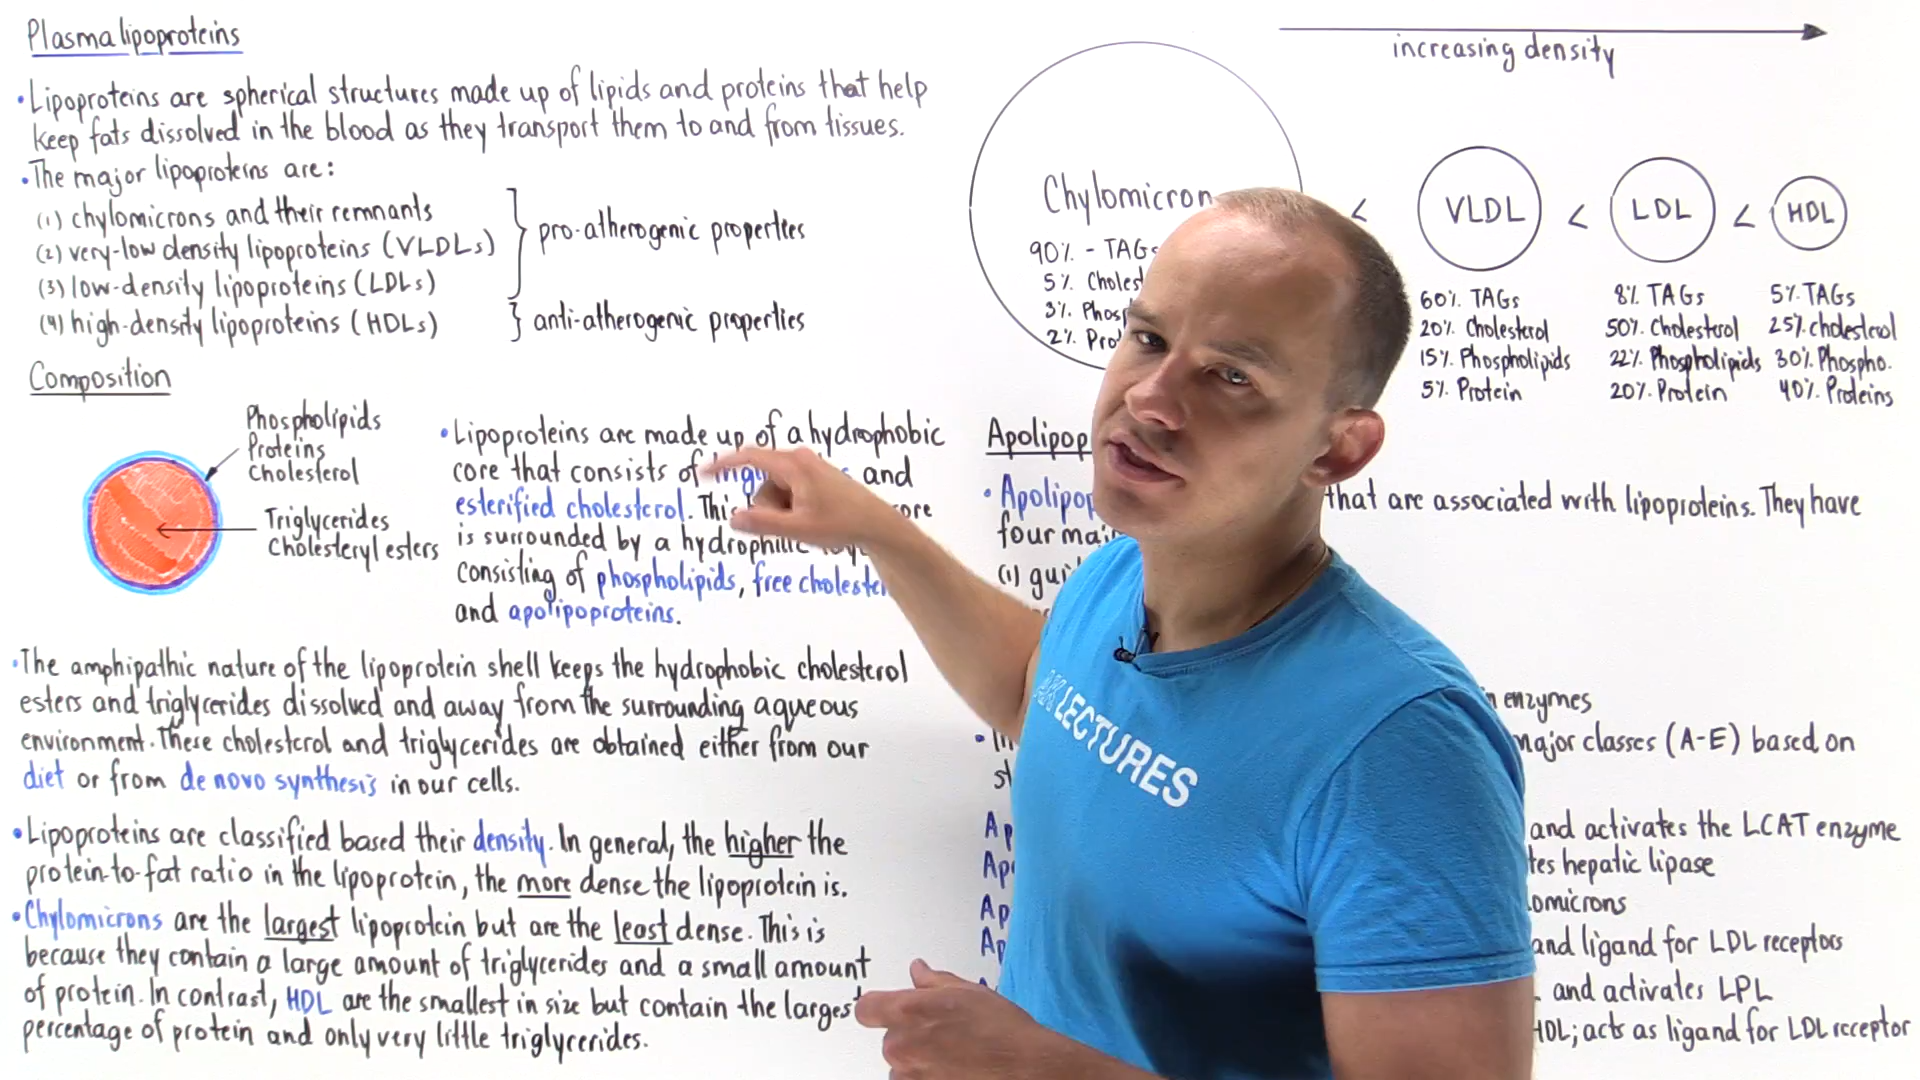 Plasma lipoproteins
• Lipoproteins are spherical structures made up of lipids and proteins that help
keep fats dissolved in the blood as they transport them to and from tissues.
• The major lipoproteins are:
(1) chylomicrons and their remnants
(2) very-low density lipoproteins (VLDLs)
(3) low-density lipoproteins (LDLs)
pro-atherogenic properties
(4) high-density lipoproteins (HDLs)
anti-atherogenic properties
Composition
Phospholipids
Proteins
Cholesterol
Triglycerides
Cholesteryl esters
• Lipoproteins are made up of a hydrophobic
core that consists of and
esterified cholesterol. This
is surrounded by a hydrophilic
consisting of phospholipids, free
and apolipoproteins.
• The amphipathic nature of the lipoprotein shell keeps the hydrophobic cholesterol
esters and triglycerides dissolved and away from the surrounding aqueous
environment. These cholesterol and triglycerides are obtained either from our
diet or from de novo synthesis in our cells.
• Lipoproteins are classified based their density. In general, the higher the
protein-to-fat ratio in the lipoprotein, the more dense the lipoprotein is.
• Chylomicrons are the largest lipoprotein but are the least dense. This is
because they contain a large amount of triglycerides and a small amount
of protein. In contrast, HDL are the smallest in size but contain the largest
percentage of protein and only very little triglycerides.
increasing density
Chylomicron < VLDL < LDL < HDL
90% - TAGs
5%
3%
2%
60% TAGs
20% Cholesterol
15% Phospholipids
5% Protein
8% TAGs
50% Cholesterol
22% Phospholipids
20% Protein
5% TAGs
25% cholesterol
30% Phospho.
40% Proteins
that are associated with lipoproteins. They have
four
(1)
enzymes
major classes (A-E) based on
and activates the LCAT enzyme
hepatic lipase
and ligand for LDL receptors
and activates LPL
HDL; acts as ligand for LDL receptor
AK LECTURES